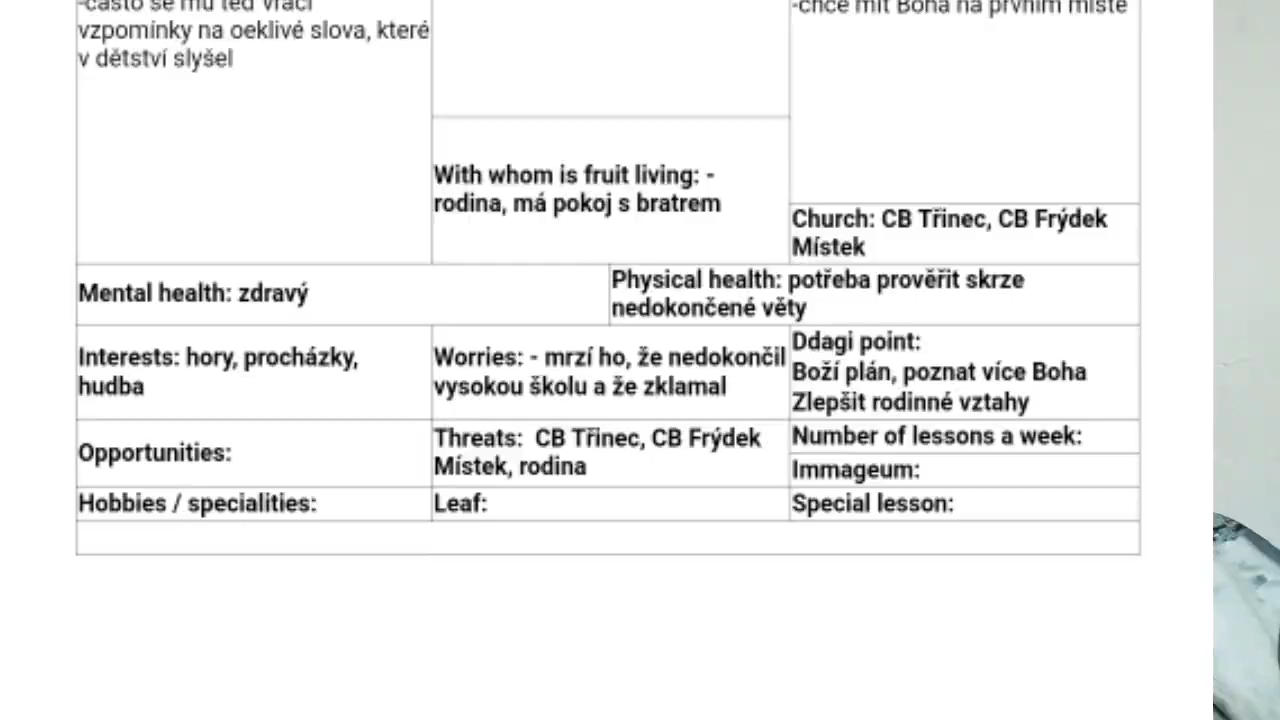 -často se mu teď vrací
vzpomínky na oeklivé slova, které
v dětství slyšel
With whom is fruit living: -
rodina, má pokoj s bratrem
-chce mít Boha na prvním místě
Church: CB Třinec, CB Frýdek
Místek
Mental health: zdravý
Physical health: potřeba prověřit skrze
nedokončené věty
Interests: hory, procházky,
hudba
Worries: - mrzí ho, že nedokončil
vysokou školu a že zklamal
Ddagi point:
Boží plán, poznat více Boha
Zlepšit rodinné vztahy
Opportunities:
Threats:  CB Třinec, CB Frýdek
Místek, rodina
Number of lessons a week:
Immageum:
Hobbies / specialities:
Leaf:
Special lesson: